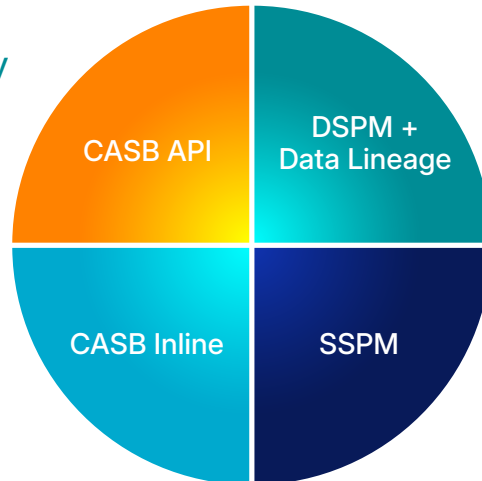 CASB API
DSPM +
Data Lineage
CASB Inline
SSPM